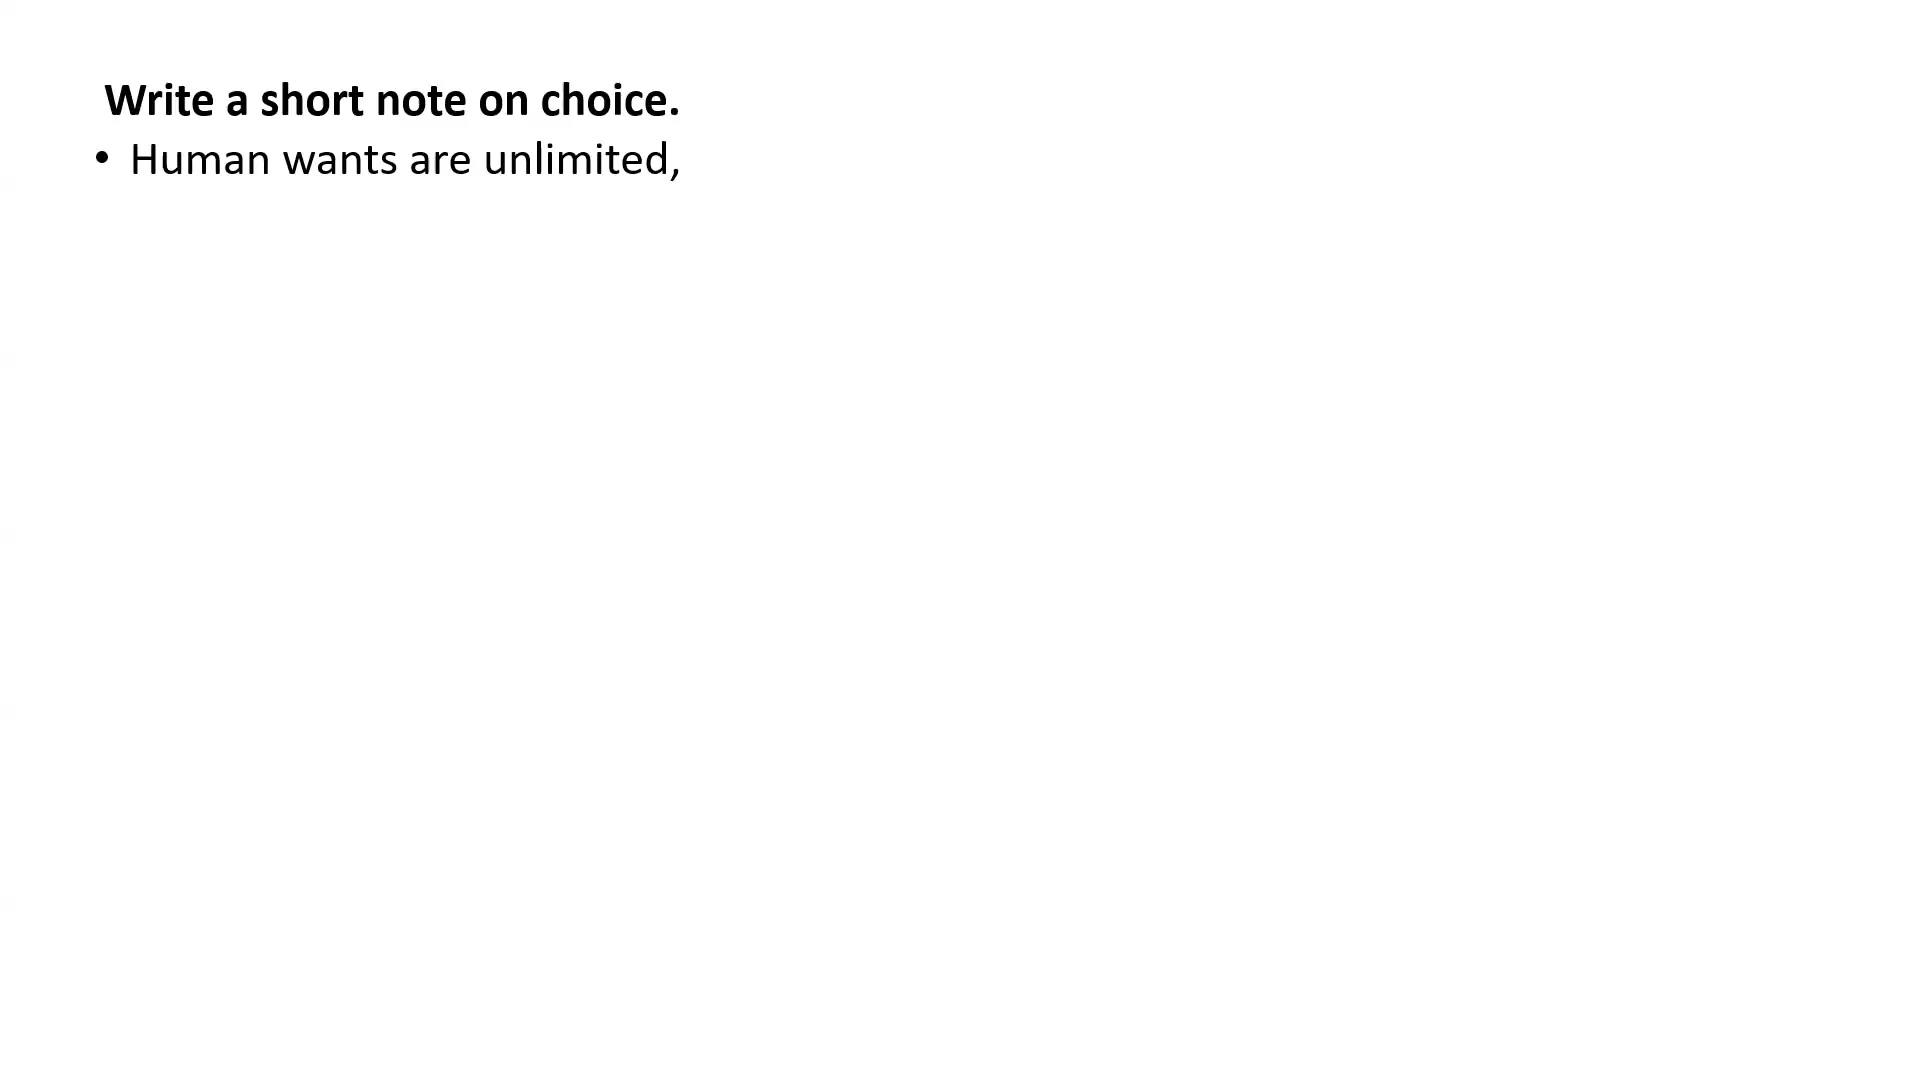 Write a short note on choice.
• Human wants are unlimited,